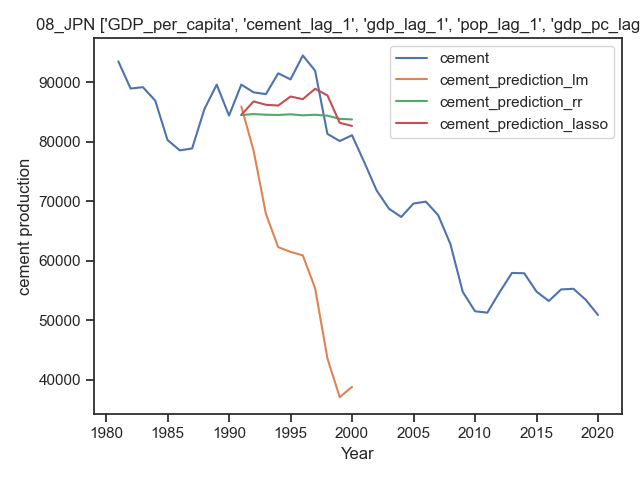 08_JPN ['GDP_per_capita', 'cement_lag_1', 'gdp_lag_1', 'pop_lag_1', 'gdp_pc_lag
cement
cement_prediction_lm
cement_prediction_rr
cement_prediction_lasso
cement production
90000
80000
70000
60000
50000
40000
1980 1985 1990 1995 2000 2005 2010 2015 2020
Year